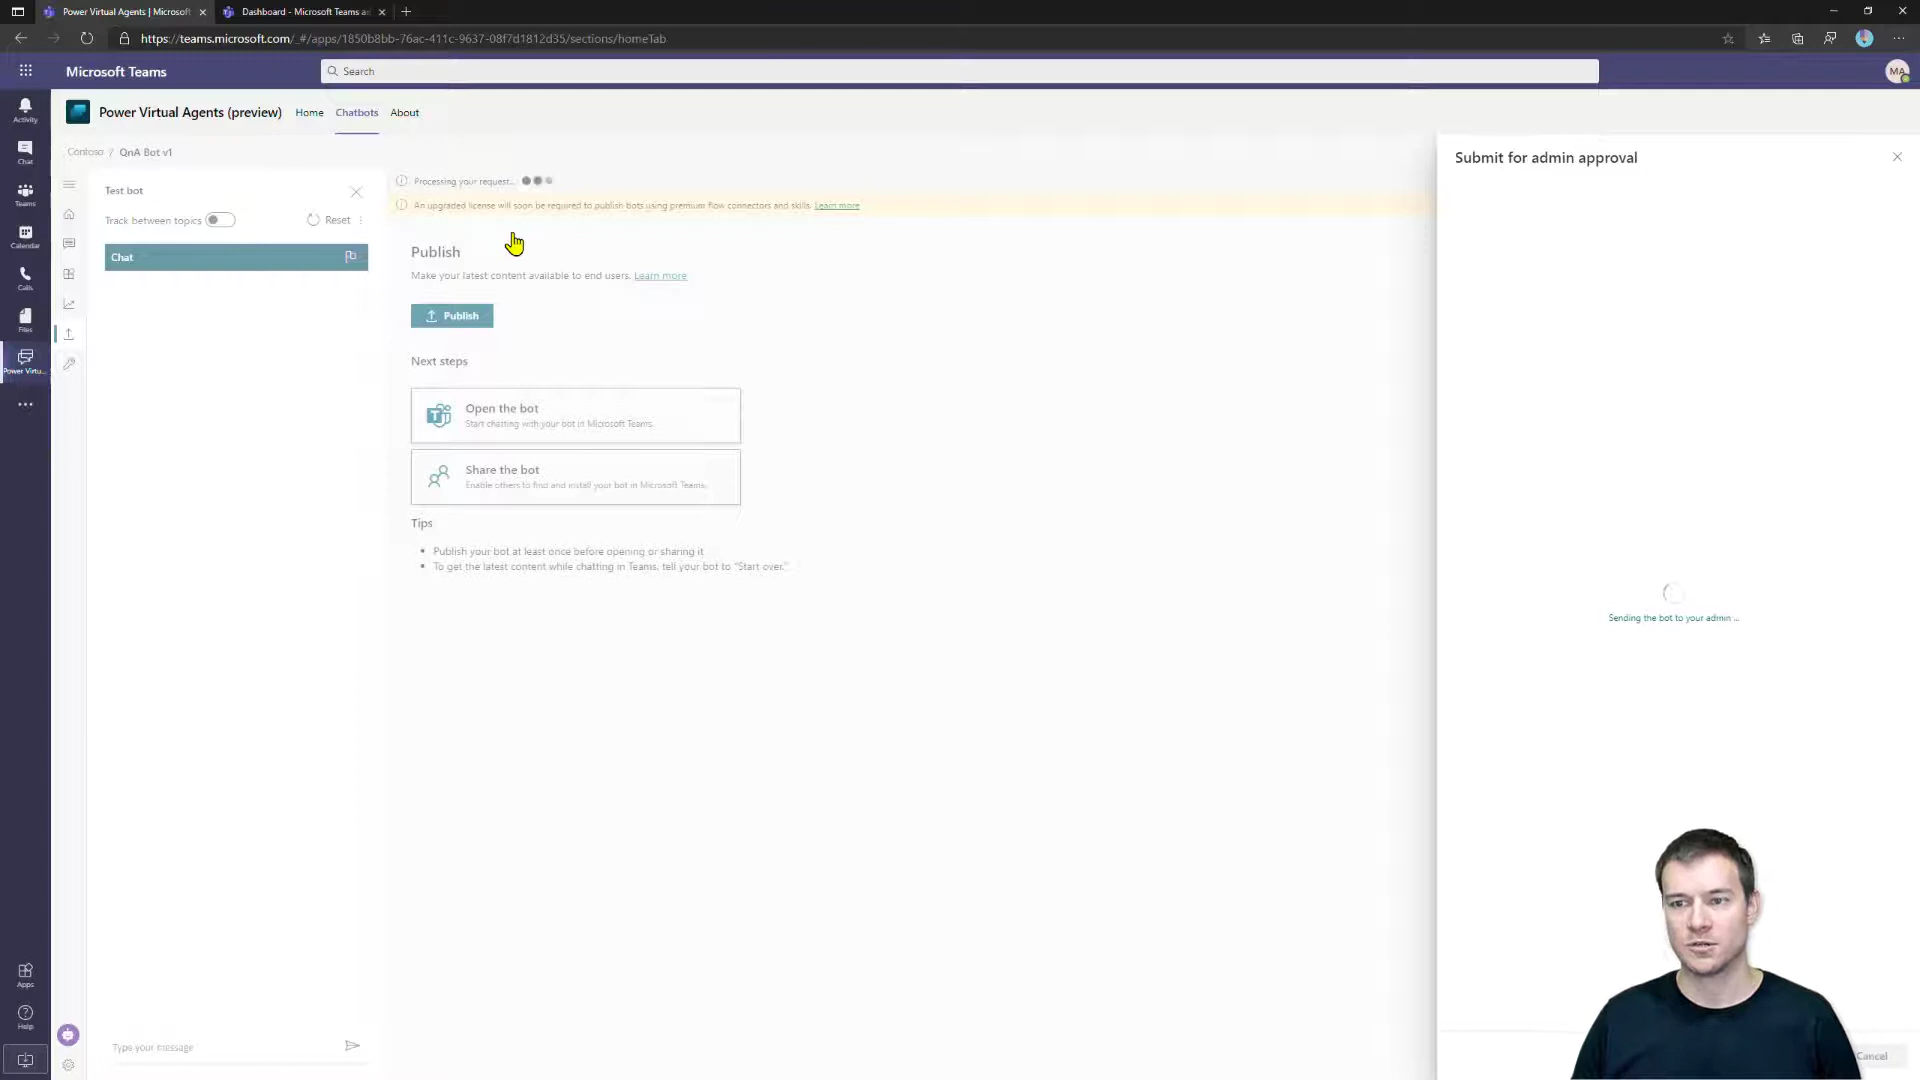 Power Virtual Agents | Microsoft
Dashboard - Microsoft Teams a
https://teams.microsoft.com/_#/apps/1850b8bb-76ac-411c-9637-08f7d1812d35/sections/homeTab
Microsoft Teams
Search
MA
Activity
Chat
Teams
Calendar
Calls
Files
Power Virtu...
Apps
Help
Power Virtual Agents (preview)
Home
Chatbots
About
Contoso / QnA Bot v1
Test bot
Track between topics
Reset
Chat
Type your message
Processing your request...
An upgraded license will soon be required to publish bots using premium flow connectors and skills. Learn more
Publish
Make your latest content available to end users. Learn more
Publish
Next steps
Open the bot
Start chatting with your bot in Microsoft Teams.
Share the bot
Enable others to find and install your bot in Microsoft Teams.
Tips
• Publish your bot at least once before opening or sharing it
• To get the latest content while chatting in Teams, tell your bot to "Start over."
Submit for admin approval
Sending the bot to your admin ...
Cancel